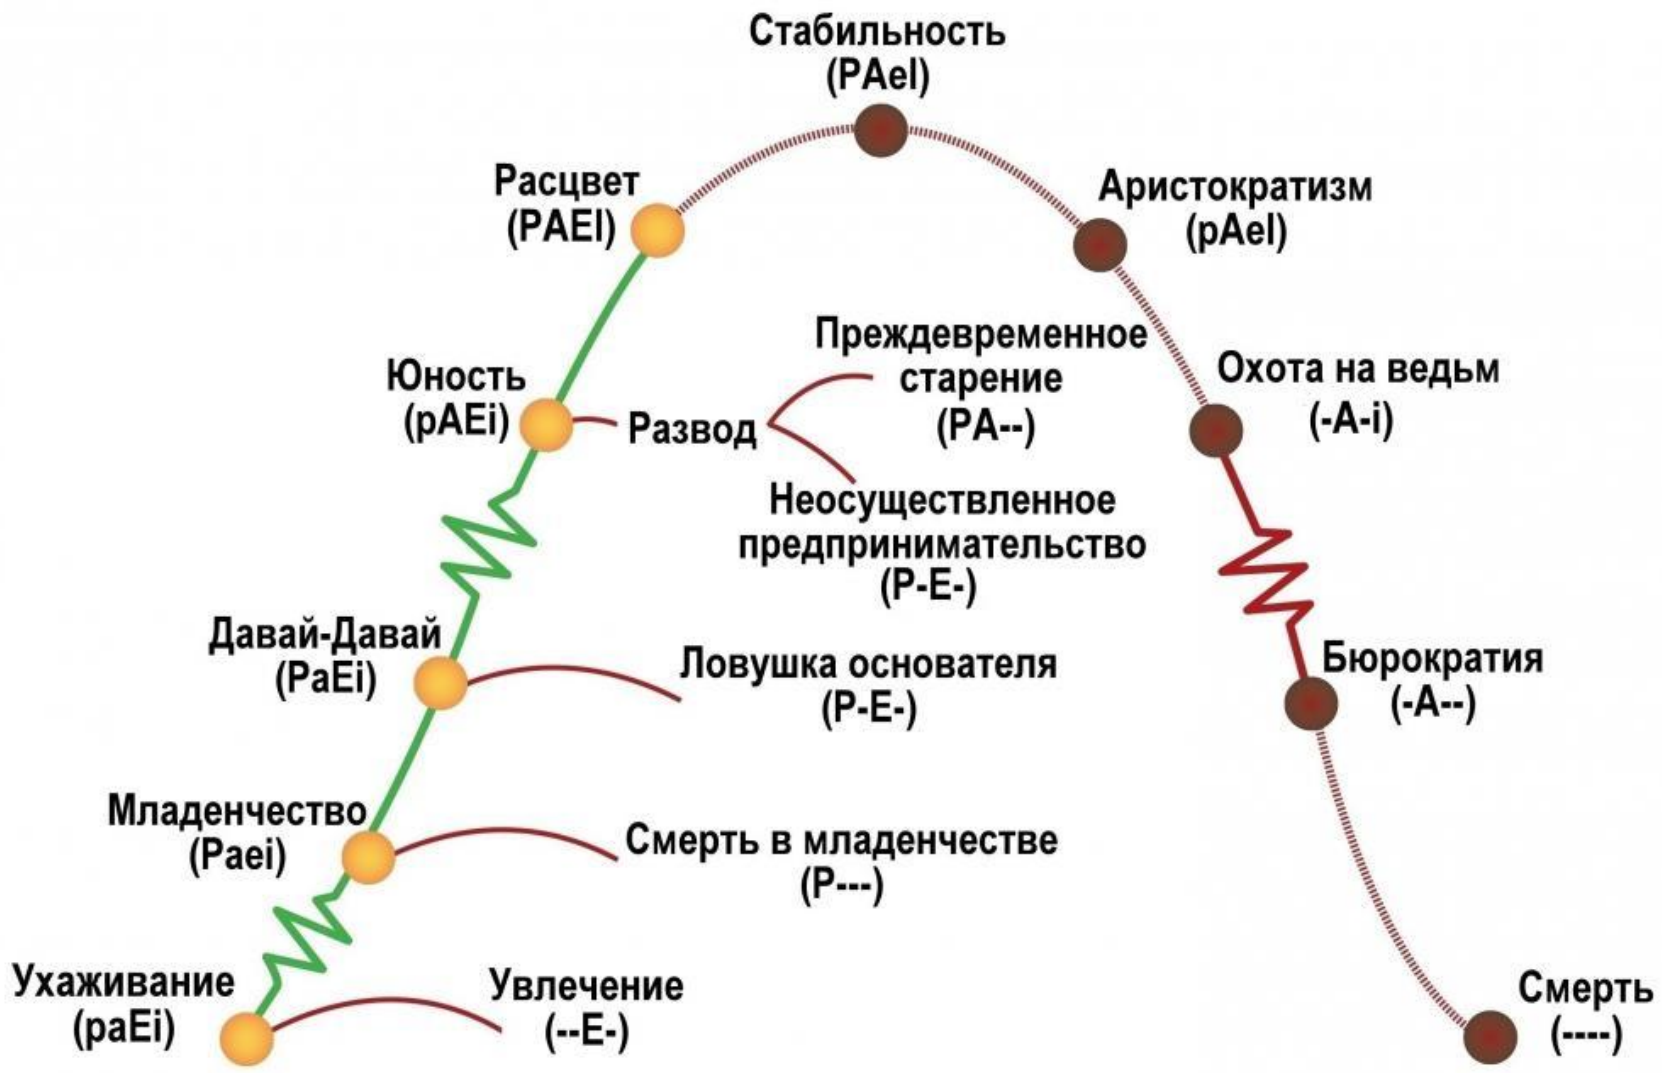 Стабильность
(PAeI)
Расцвет
(PAEI)
Аристократизм
(pAeI)
Юность
(pAEi)
Развод
Преждевременное
старение
(PA--)
Охота на ведьм
(-A-i)
Неосуществленное
предпринимательство
(P-E-)
Давай-Давай
(PaEi)
Ловушка основателя
(P-E-)
Бюрократия
(-A--)
Младенчество
(Paei)
Смерть в младенчестве
(P---)
Ухаживание
(paEi)
Увлечение
(--E-)
Смерть
(----)